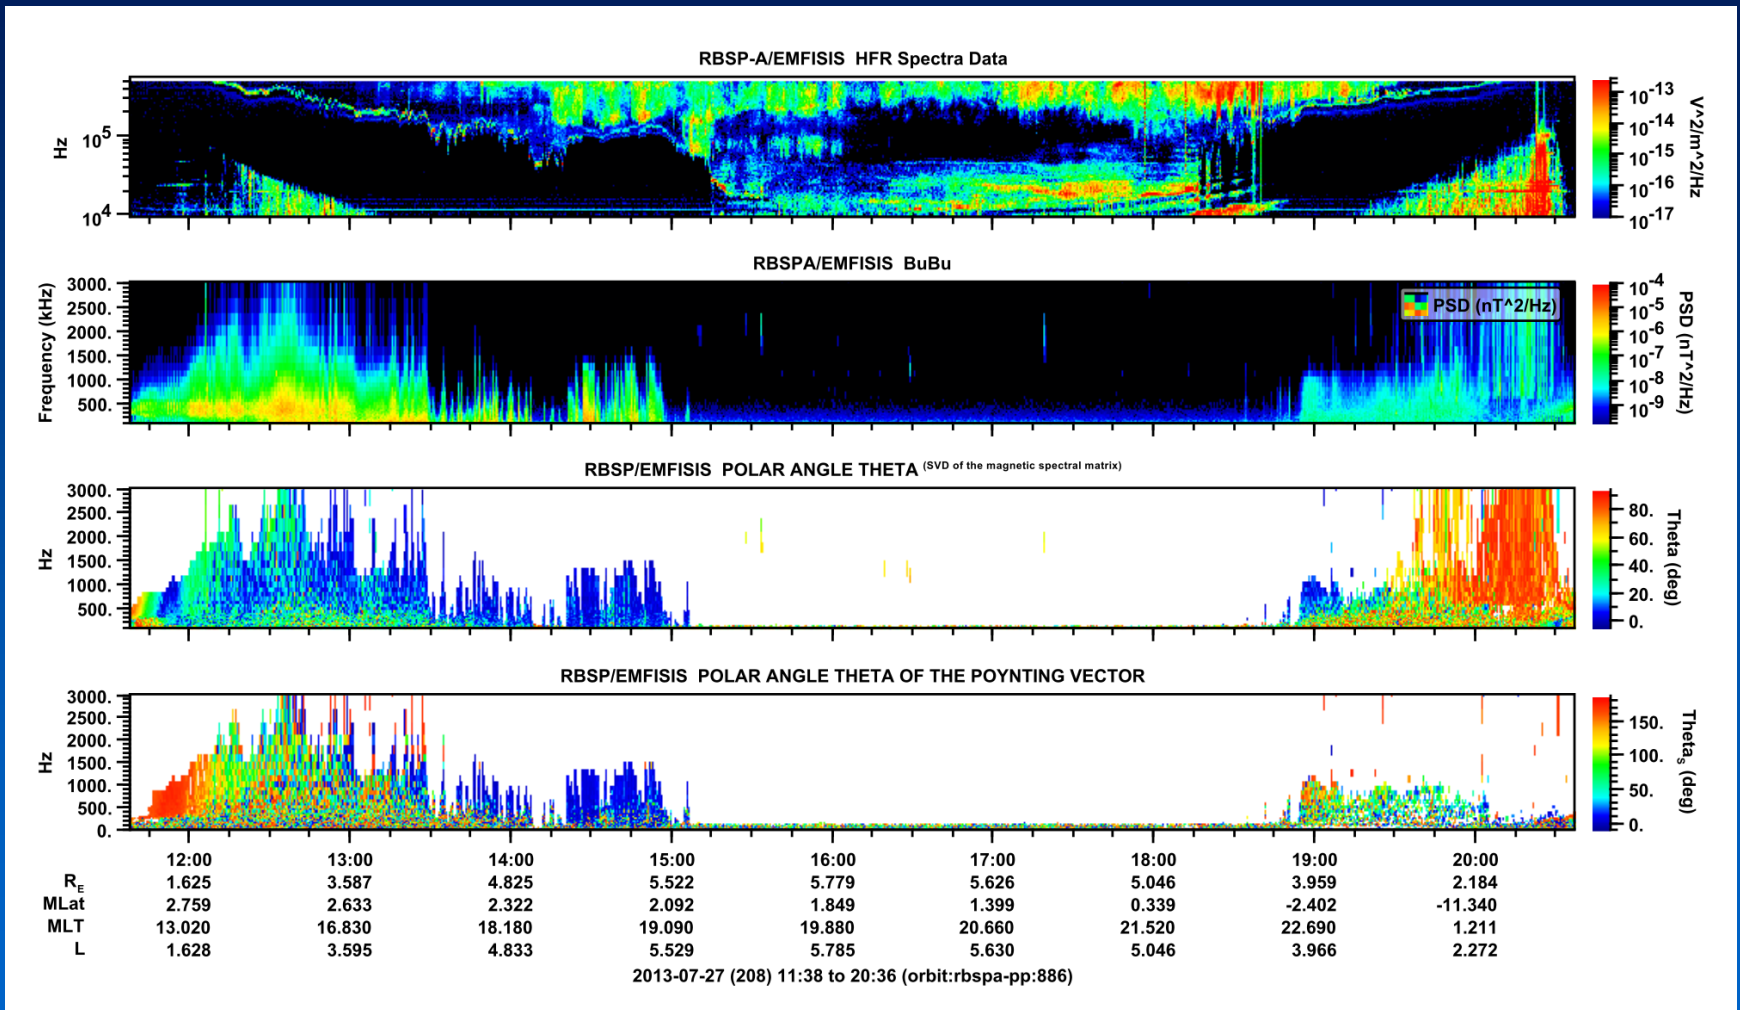 RBSP-A/EMFISIS HFR Spectra Data
Hz
10^5
10^4
10^-13
10^-14
10^-15
10^-16
10^-17
V^2/m^2/Hz
RBSPA/EMFISIS BuBu
Frequency (kHz)
3000.
2500.
2000.
1500.
1000.
500.
PSD (nT^2/Hz)
10^-4
10^-5
10^-6
10^-7
10^-8
10^-9
PSD (nT^2/Hz)
RBSP/EMFISIS POLAR ANGLE THETA (SVD of the magnetic spectral matrix)
Hz
3000.
2500.
2000.
1500.
1000.
500.
80.
60.
40.
20.
0.
Theta (deg)
RBSP/EMFISIS POLAR ANGLE THETA OF THE POYNTING VECTOR
Hz
3000.
2500.
2000.
1500.
1000.
500.
0.
150.
100.
50.
0.
Theta_S (deg)
12:00 13:00 14:00 15:00 16:00 17:00 18:00 19:00 20:00
R_E 1.625 3.587 4.825 5.522 5.779 5.626 5.046 3.959 2.184
MLat 2.759 2.633 2.322 2.092 1.849 1.399 0.339 -2.402 -11.340
MLT 13.020 16.830 18.180 19.090 19.880 20.660 21.520 22.690 1.211
L 1.628 3.595 4.833 5.529 5.785 5.630 5.046 3.966 2.272
2013-07-27 (208) 11:38 to 20:36 (orbit:rbspa-pp:886)